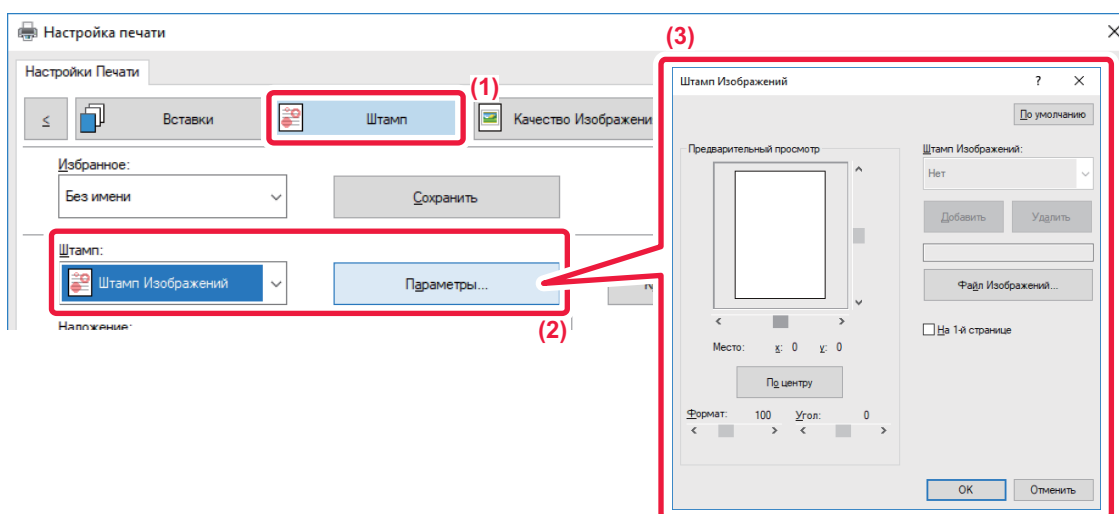 Настройка печати
Настройки Печати
(1)
≤
Вставки
Штамп
Качество Изображени
Избранное:
Без имени
Сохранить
Штамп:
Штамп Изображений
Параметры...
Наложение:
(2)
(3)
Штамп Изображений
?
По умолчанию
Предварительный просмотр
Место: x: 0 y: 0
По центру
Формат: 100 Угол: 0
Штамп Изображений:
Нет
Добавить
Удалить
Файл Изображений...
На 1-й странице
OK
Отменить